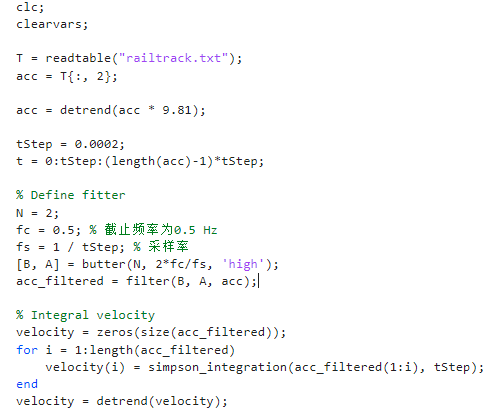 clc;
clearvars;
T = readtable("railtrack.txt");
acc = T{:, 2};
acc = detrend(acc * 9.81);
tStep = 0.0002;
t = 0:tStep:(length(acc)-1)*tStep;
% Define fitter
N = 2;
fc = 0.5; % 截止频率为0.5 Hz
fs = 1 / tStep; % 采样率
[B, A] = butter(N, 2*fc/fs, 'high');
acc_filtered = filter(B, A, acc);
% Integral velocity
velocity = zeros(size(acc_filtered));
for i = 1:length(acc_filtered)
    velocity(i) = simpson_integration(acc_filtered(1:i), tStep);
end
velocity = detrend(velocity);